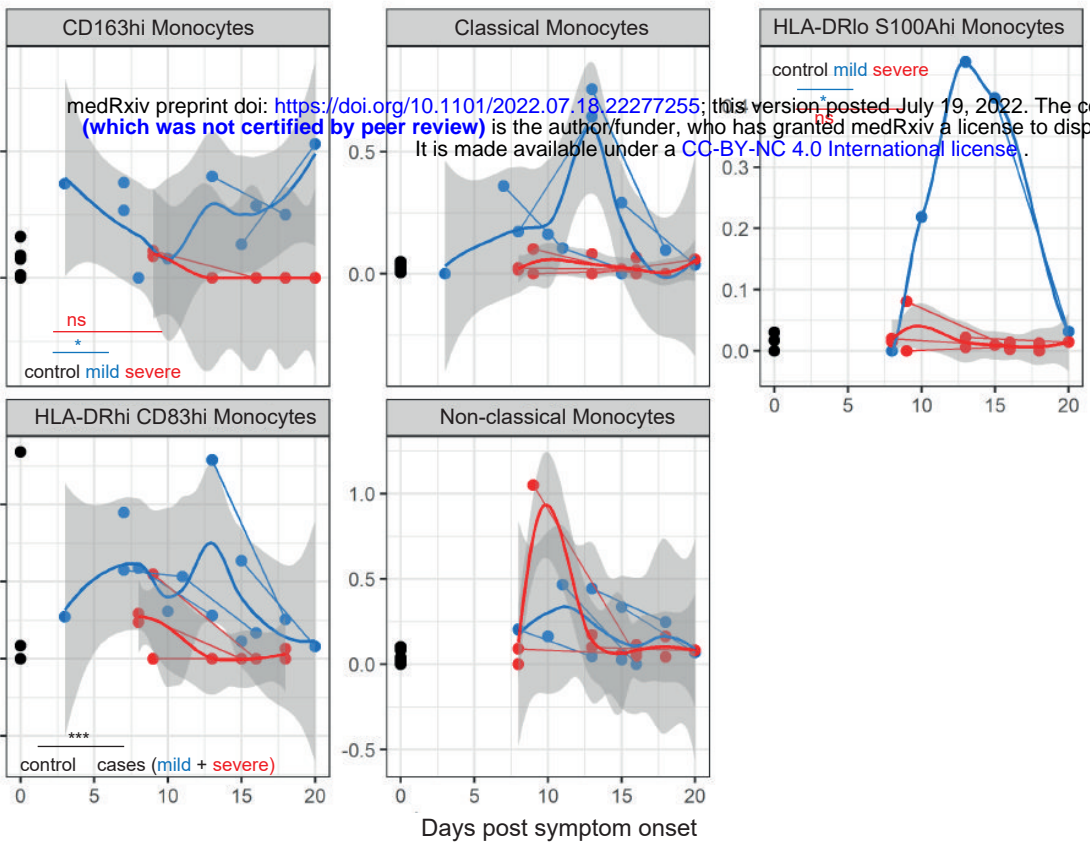 CD163hi Monocytes
Classical Monocytes
HLA-DRlo S100Ahi Monocytes
control mild severe
medRxiv preprint doi: https://doi.org/10.1101/2022.07.18.22277255; this version posted July 19, 2022. The co
*
ns
(which was not certified by peer review) is the author/funder, who has granted medRxiv a license to disp
It is made available under a CC-BY-NC 4.0 International license .
0.5
0.0
0.4
0.3
0.2
0.1
0.0
0 5 10 15 20
ns
*
control mild severe
HLA-DRhi CD83hi Monocytes
Non-classical Monocytes
1.0
0.5
0.0
-0.5
***
control cases (mild + severe)
0 5 10 15 20
0 5 10 15 20
Days post symptom onset